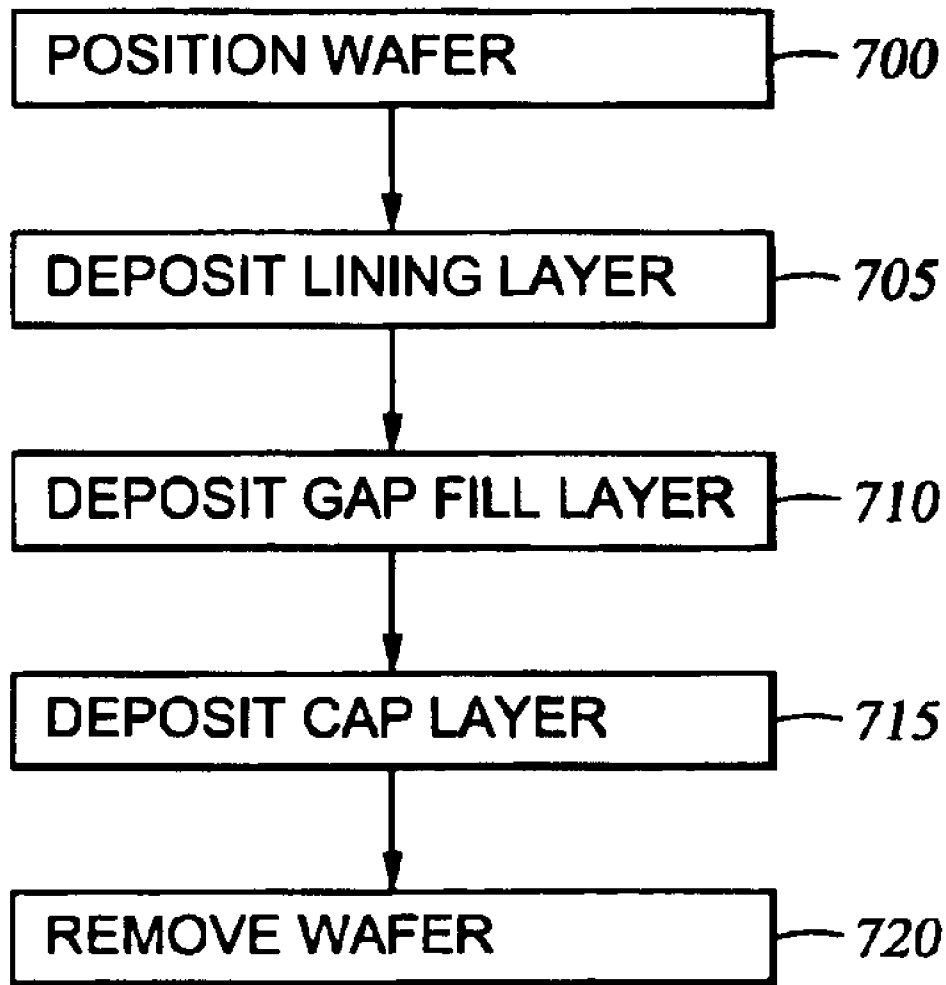 POSITION WAFER 700
DEPOSIT LINING LAYER 705
DEPOSIT GAP FILL LAYER 710
DEPOSIT CAP LAYER 715
REMOVE WAFER 720